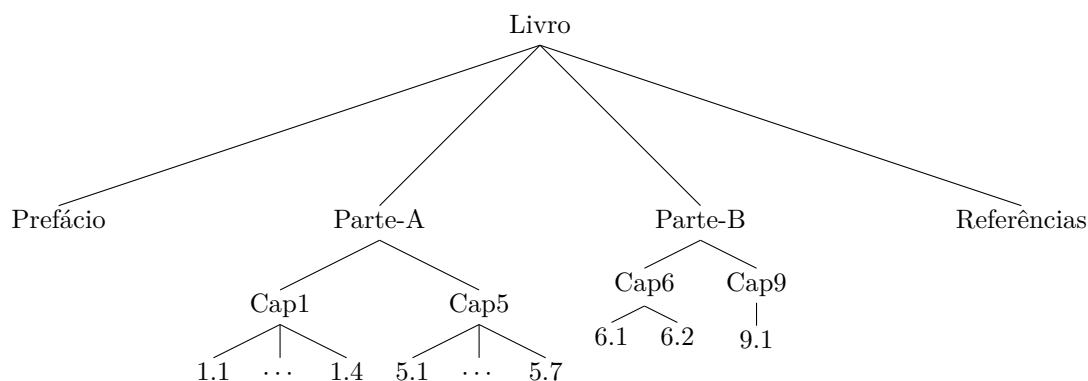 Livro
Prefácio Parte-A Parte-B Referências
Cap6 Cap9
Cap1 Cap5
6.1 6.2 9.1
1.1 ··· 1.4 5.1 ··· 5.7